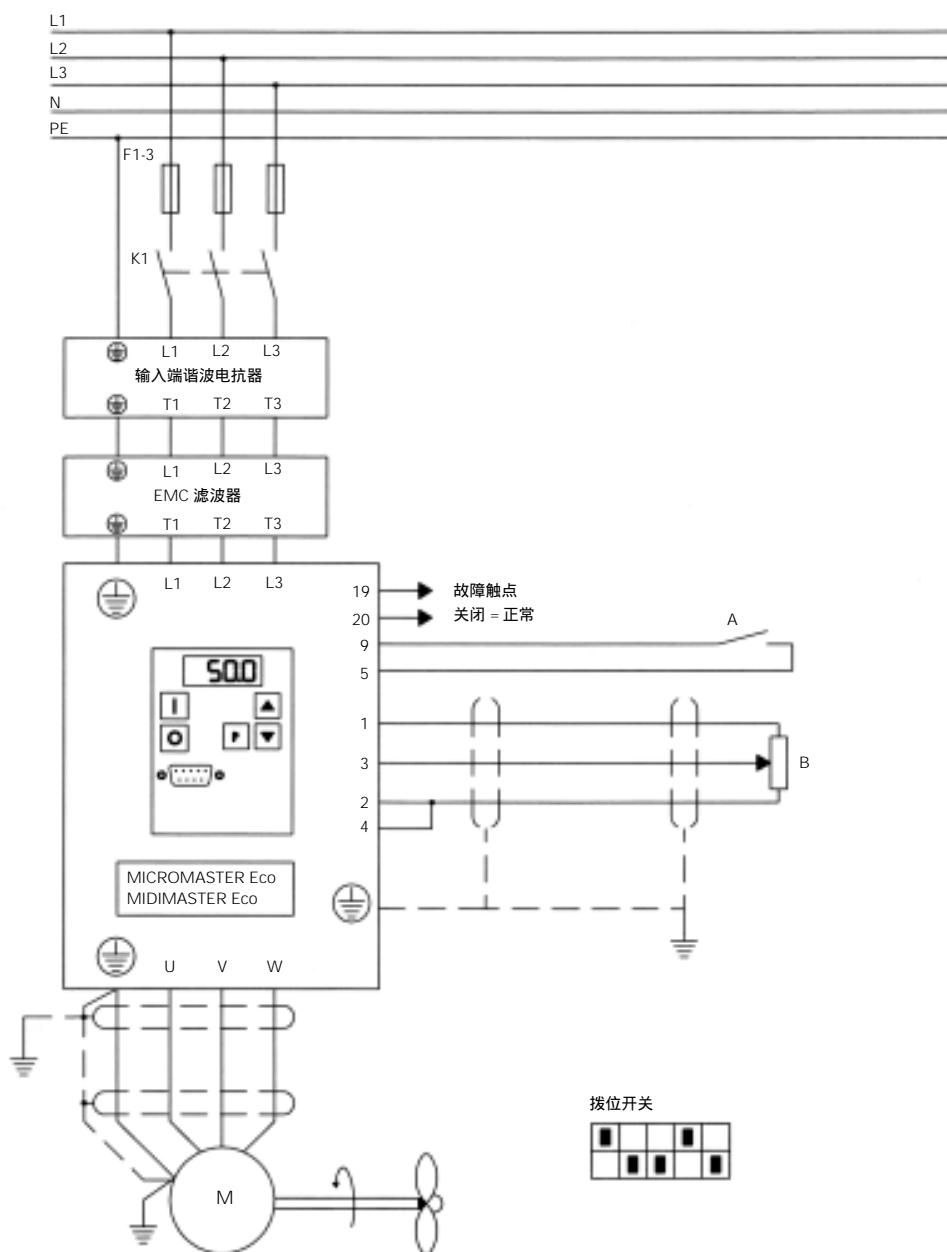 L1
L2
L3
N
PE
F1-3
K1
L1 L2 L3
输入端谐波电抗器
T1 T2 T3
L1 L2 L3
EMC 滤波器
T1 T2 T3
L1 L2 L3
19 故障触点
20 关闭 = 正常
A
9
5
50.0
I
O
P
1
3
B
2
4
MICROMASTER Eco
MIDIMASTER Eco
U V W
拨位开关
M